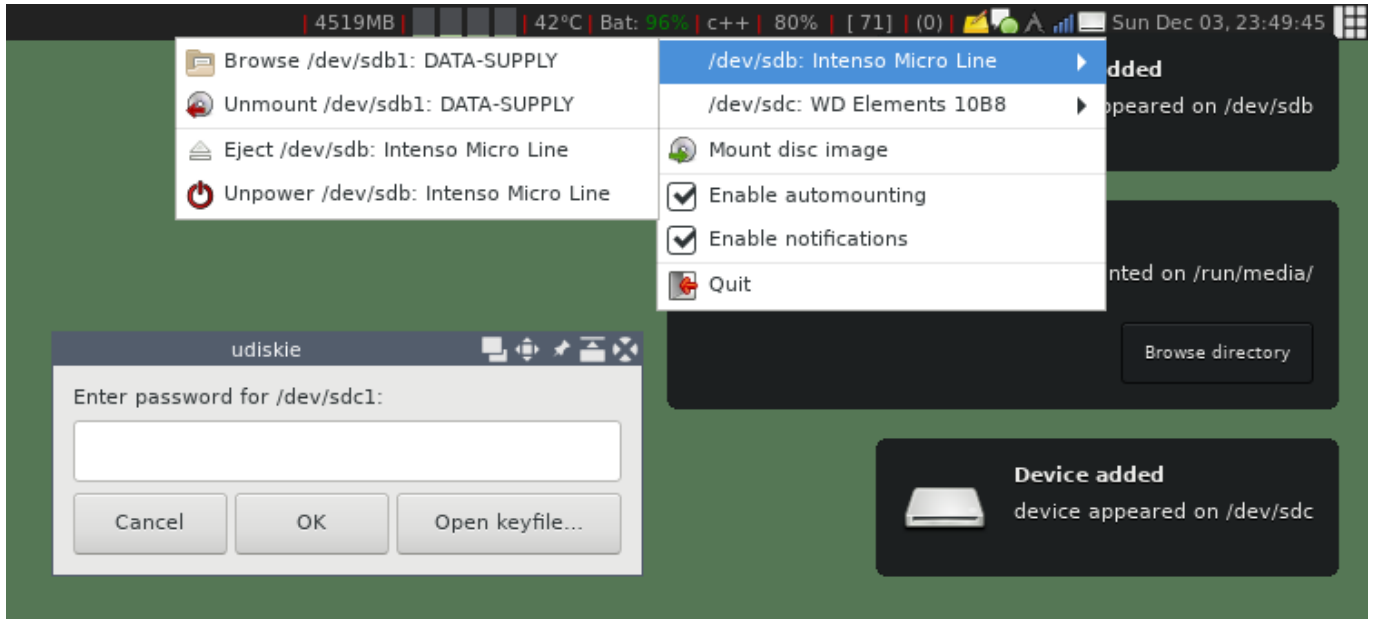 | 4519MB | | 42°C | Bat: 96% | c++ | 80% | [ 71] | (0) | Sun Dec 03, 23:49:45
Browse /dev/sdb1: DATA-SUPPLY
Unmount /dev/sdb1: DATA-SUPPLY
Eject /dev/sdb: Intenso Micro Line
Unpower /dev/sdb: Intenso Micro Line
/dev/sdb: Intenso Micro Line
/dev/sdc: WD Elements 10B8
Mount disc image
Enable automounting
Enable notifications
Quit
on /dev/sdb
on /run/media/
Browse directory
udiskie
Enter password for /dev/sdc1:
Cancel
OK
Open keyfile...
Device added
device appeared on /dev/sdc